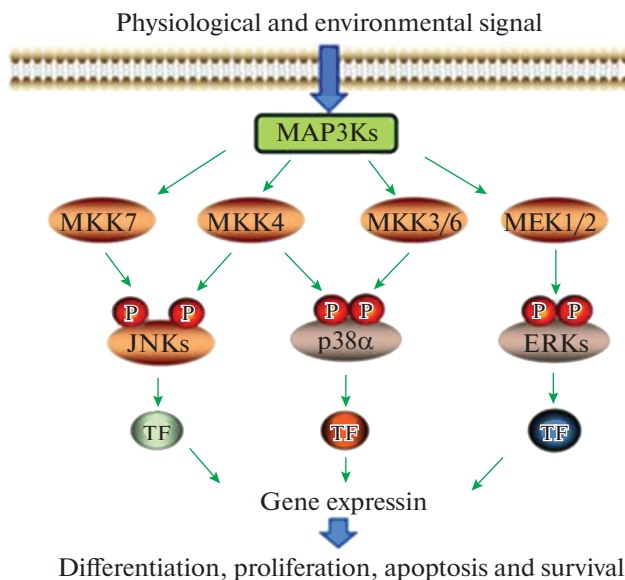 Physiological and environmental signal
MAP3Ks
MKK7 MKK4 MKK3/6 MEK1/2
P P P P P P
JNKs p38α ERKs
TF TF TF
Gene expressin
Differentiation, proliferation, apoptosis and survival